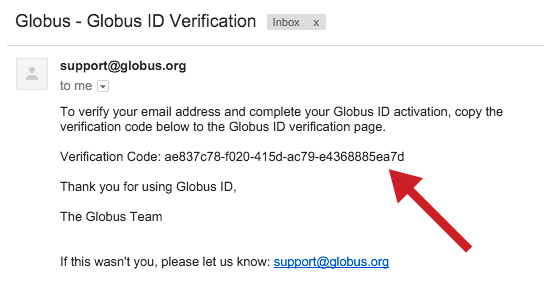 Globus - Globus ID Verification Inbox x
support@globus.org
to me
To verify your email address and complete your Globus ID activation, copy the
verification code below to the Globus ID verification page.
Verification Code: ae837c78-f020-415d-ac79-e4368885ea7d
Thank you for using Globus ID,
The Globus Team
If this wasn't you, please let us know: support@globus.org